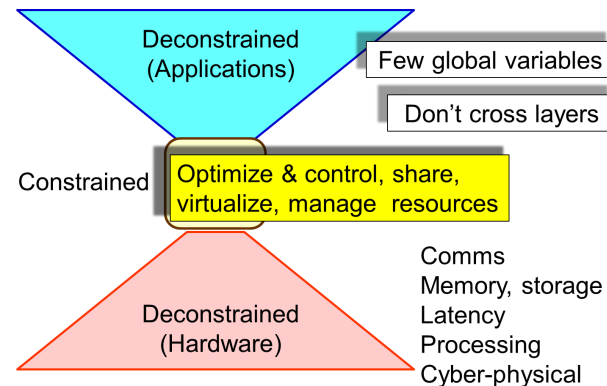 Deconstrained
(Applications)
Few global variables
Don't cross layers
Constrained
Optimize & control, share,
virtualize, manage resources
Deconstrained
(Hardware)
Comms
Memory, storage
Latency
Processing
Cyber-physical